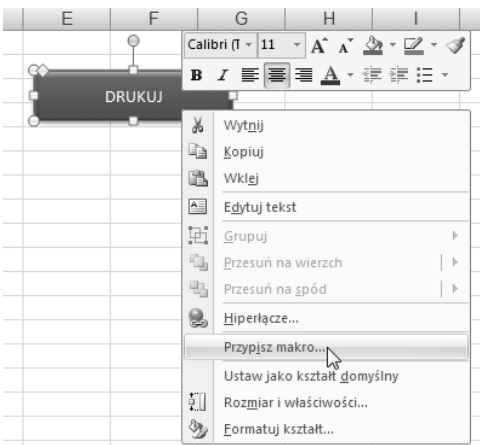 E F G H I
Calibri (T 11 A A
B I A
DRUKUJ
Wytnij
Kopiuj
Wklej
Edytuj tekst
Grupuj
Przesuń na wierzch
Przesuń na spód
Hiperłącze...
Przypisz makro...
Ustaw jako kształt domyślny
Rozmiar i właściwości...
Formatuj kształt...